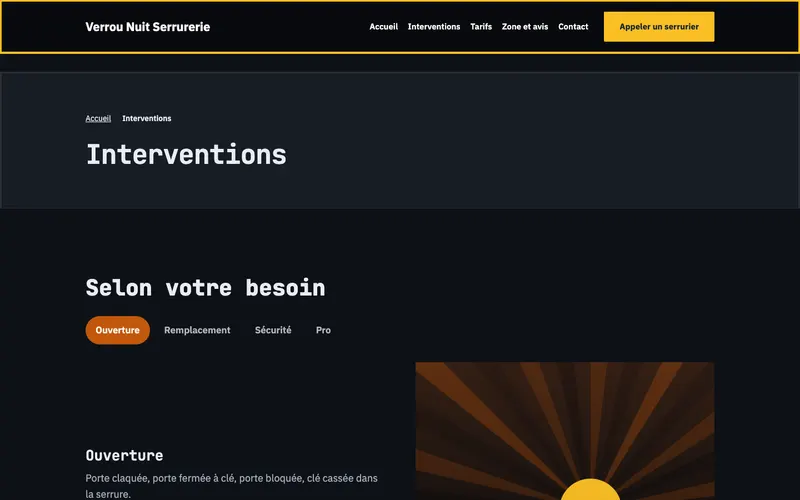 Verrou Nuit Serrurerie
Accueil Interventions Tarifs Zone et avis Contact Appeler un serrurier
Accueil Interventions
Interventions
Selon votre besoin
Ouverture Remplacement Sécurité Pro
Ouverture
Porte claquée, porte fermée à clé, porte bloquée, clé cassée dans
la serrure.